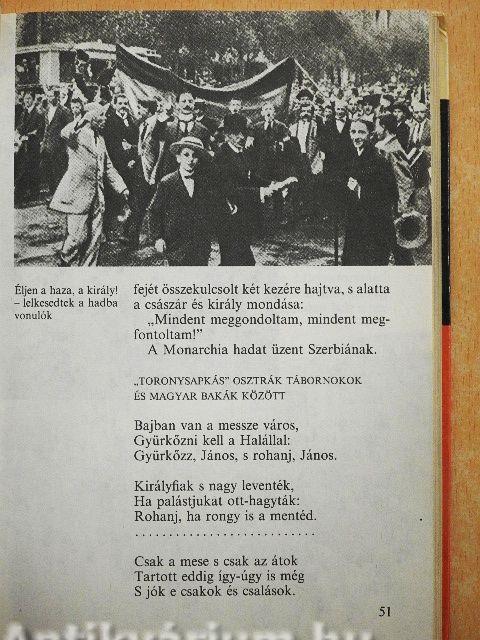 Éljen a haza, a király!
– lelkesedtek a hadba
vonulók
fejét összekulcsolt két kezére hajtva, s alatta
a császár és király mondása:
„Mindent meggondoltam, mindent meg-
fontoltam!”
A Monarchia hadat üzent Szerbiának.
„TORONYSAPKÁS” OSZTRÁK TÁBORNOKOK
ÉS MAGYAR BAKÁK KÖZÖTT
Bajban van a messze város,
Gyürkőzni kell a Halállal:
Gyürkőzz, János, s rohanj, János.
Királyfiak s nagy leventék,
Ha palástjukat ott-hagyták:
Rohanj, ha rongy is a mentéd.
. . . . . . . . . . . . . . . . . . . . . . . . . .
Csak a mese s csak az átok
Tartott eddig így-úgy is még
S jók e csakok és csalások.
51
Antikvárium.hu